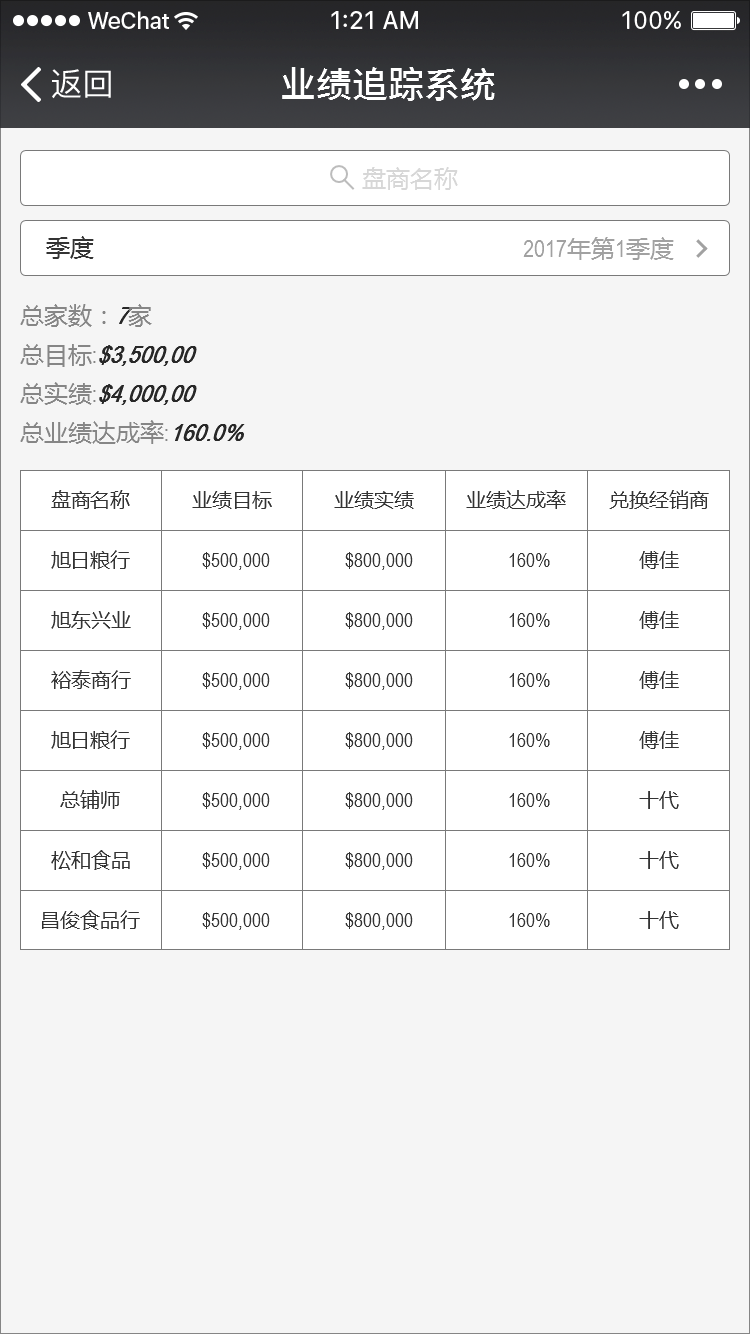 WeChat 1:21 AM 100%
返回 业绩追踪系统
盘商名称
季度 2017年第1季度
总家数：7家
总目标:$3,500,00
总实绩:$4,000,00
总业绩达成率:160.0%
盘商名称 业绩目标 业绩实绩 业绩达成率 兑换经销商
旭日粮行 $500,000 $800,000 160% 傅佳
旭东兴业 $500,000 $800,000 160% 傅佳
裕泰商行 $500,000 $800,000 160% 傅佳
旭日粮行 $500,000 $800,000 160% 傅佳
总铺师 $500,000 $800,000 160% 十代
松和食品 $500,000 $800,000 160% 十代
昌俊食品行 $500,000 $800,000 160% 十代